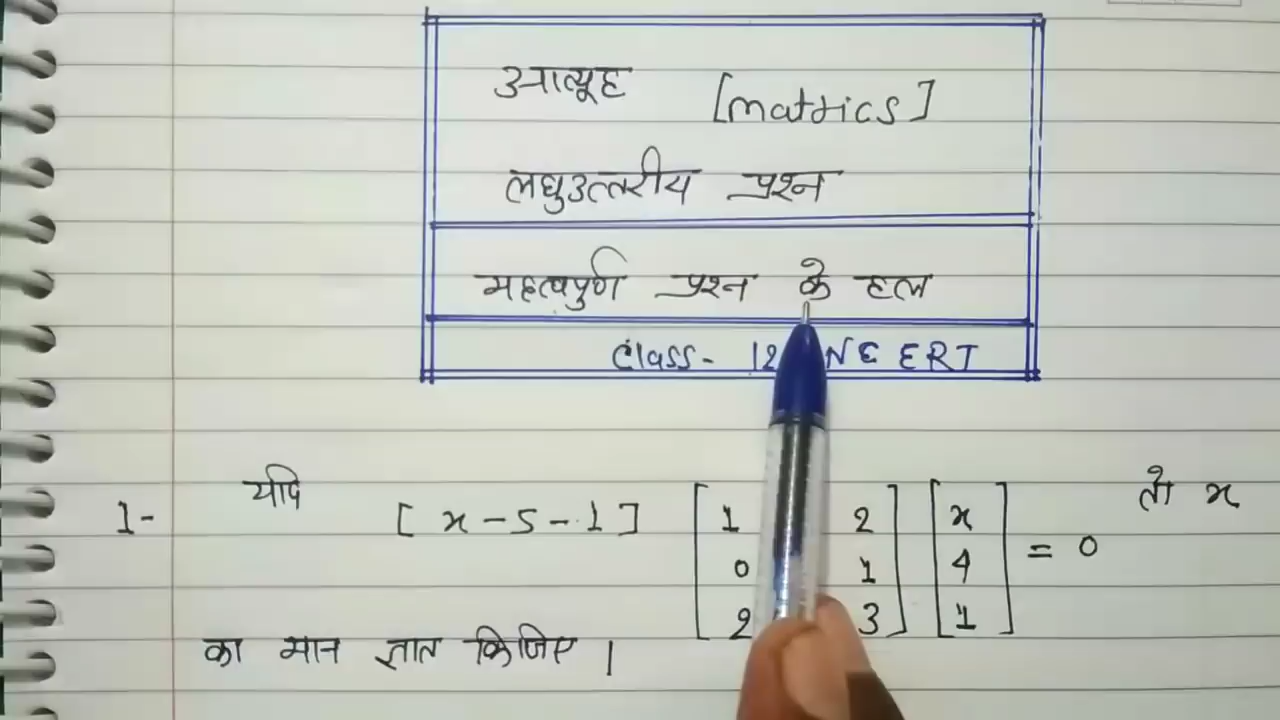 आव्यूह [matrics]
लघुउत्तरीय प्रश्न
महत्वपुर्ण प्रश्न के हल
Class- 12 NCERT
1- यदि [ x - 5 - 1 ] [ 1 2 ] [ x ] = 0 तो x
0 1 4
2 3 1
का मान ज्ञात किजिए ।